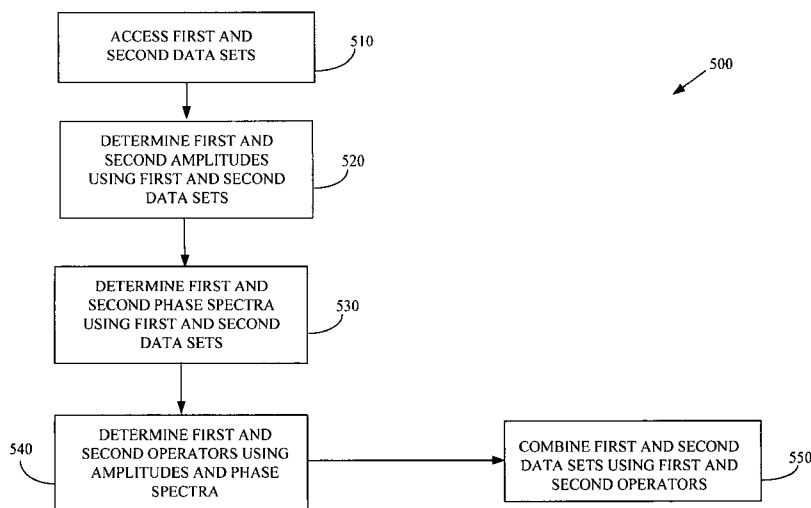 ACCESS FIRST AND
SECOND DATA SETS
510
500
DETERMINE FIRST AND
SECOND AMPLITUDES
USING FIRST AND SECOND
DATA SETS
520
DETERMINE FIRST AND
SECOND PHASE SPECTRA
USING FIRST AND SECOND
DATA SETS
530
540
DETERMINE FIRST AND
SECOND OPERATORS USING
AMPLITUDES AND PHASE
SPECTRA
COMBINE FIRST AND SECOND
DATA SETS USING FIRST AND
SECOND OPERATORS
550